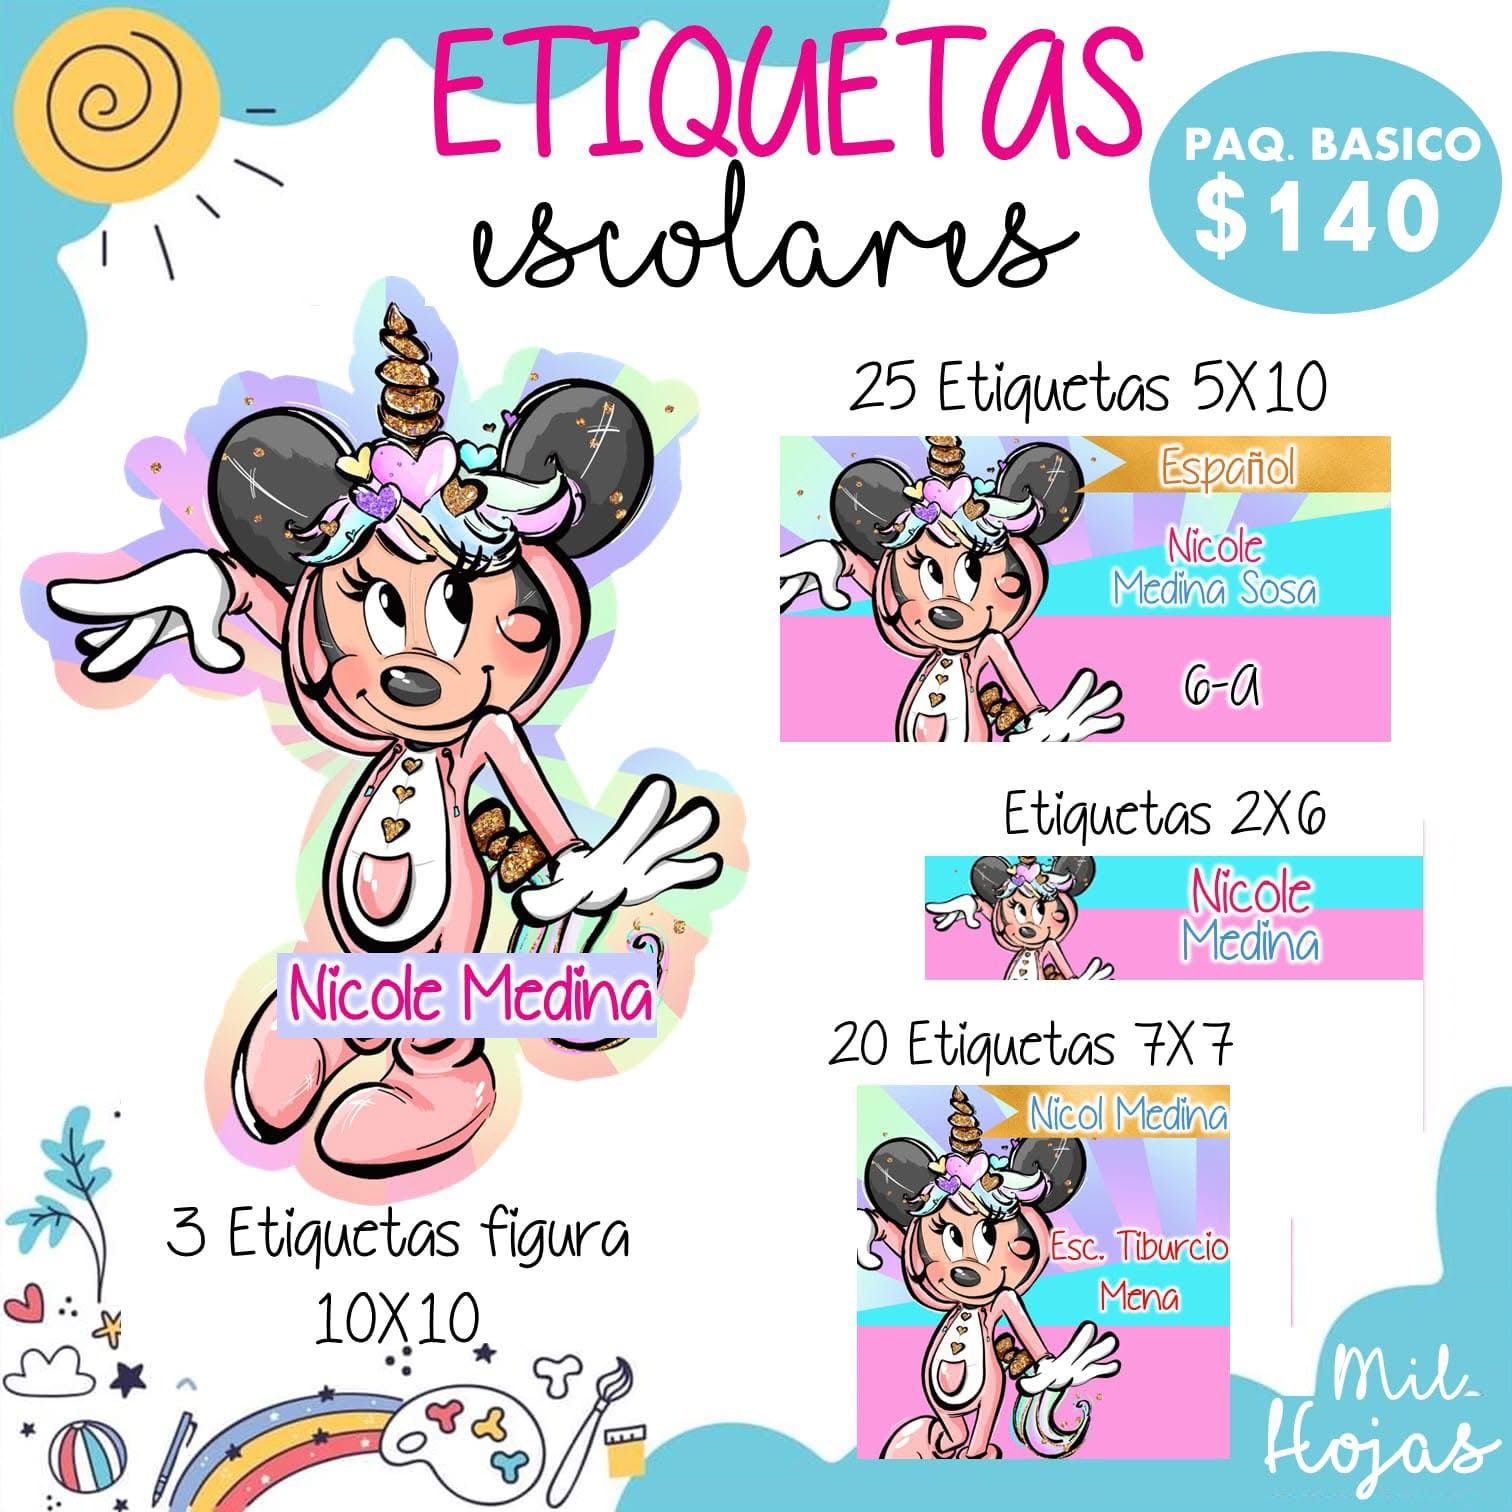 ETIQUETAS
escolares
PAQ. BASICO
$140
25 Etiquetas 5X10
Español
Nicole
Medina Sosa
6-A
Etiquetas 2X6
Nicole
Medina
Nicole Medina
3 Etiquetas figura
10X10
20 Etiquetas 7X7
Nicol Medina
Esc. Tiburcio
Mena
Mil
Hojas